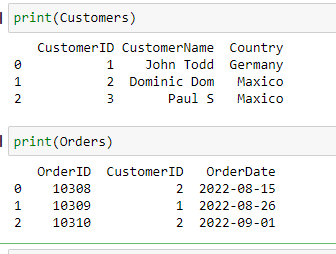 print(Customers)
CustomerID CustomerName Country
0 1 John Todd Germany
1 2 Dominic Dom Maxico
2 3 Paul S Maxico
print(Orders)
OrderID CustomerID OrderDate
0 10308 2 2022-08-15
1 10309 1 2022-08-26
2 10310 2 2022-09-01